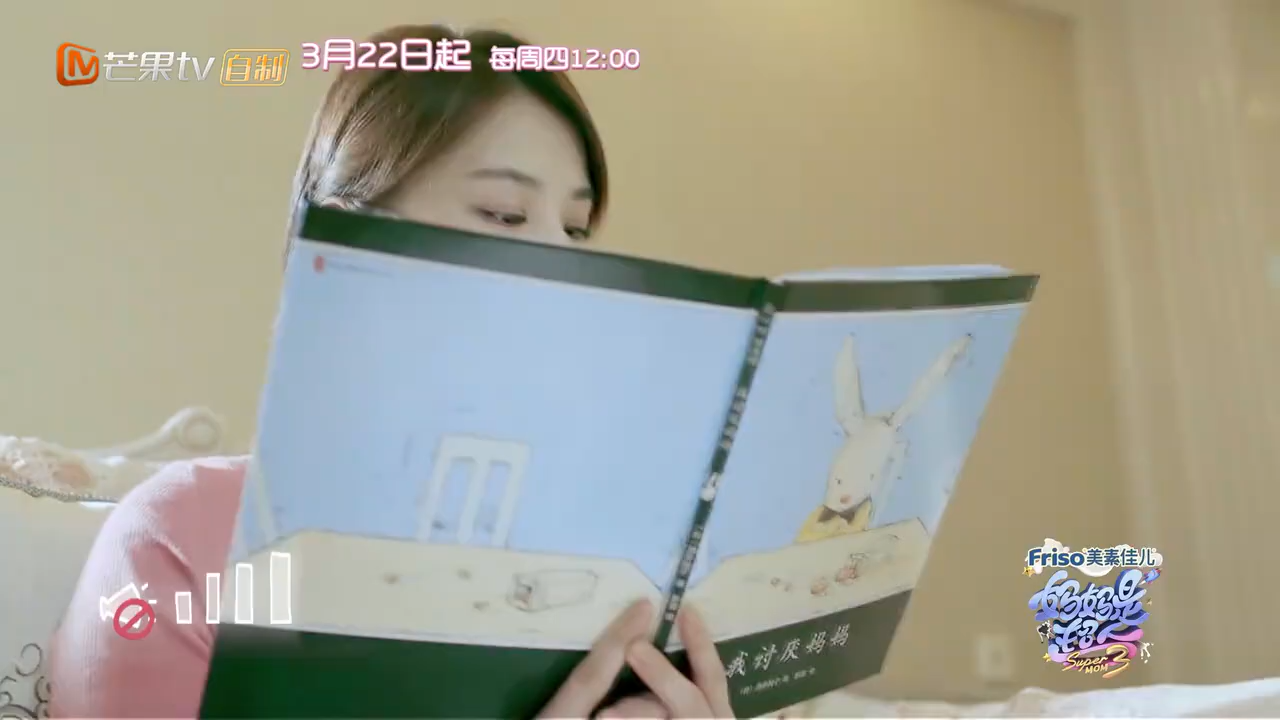 芒果tv 自制
3月22日起 每周四12:00
我讨厌妈妈
Friso美素佳儿
妈妈是
超人
Super 3
MOM